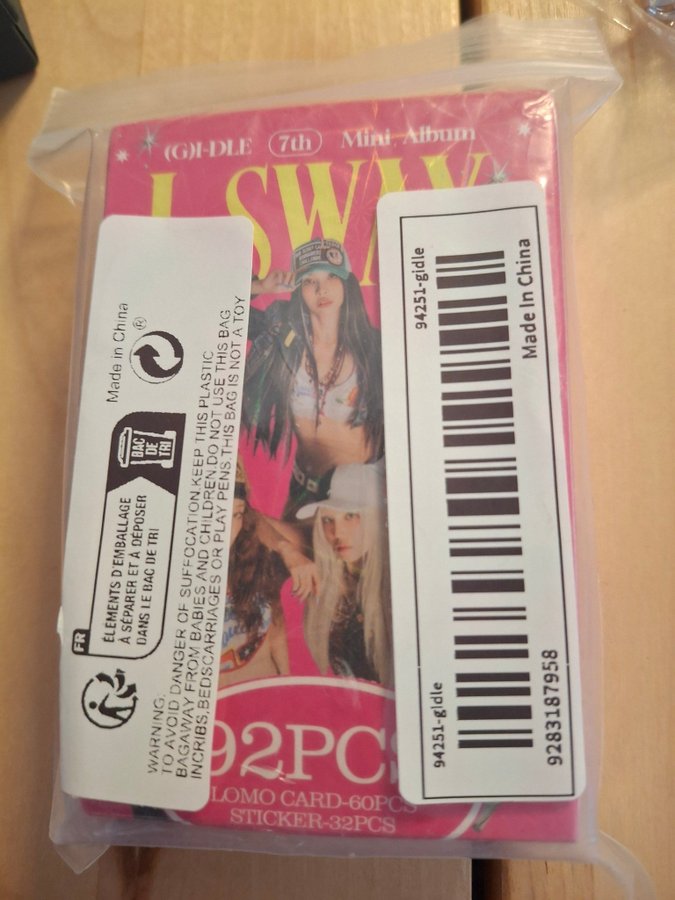 (G)I-DLE 7th Mini Album
I SWAY
92PCS
LOMO CARD-60PCS
STICKER-32PCS
Made in China
®
BAC
DE
TRI
FR
ÉLÉMENTS D'EMBALLAGE
À SÉPARER ET À DÉPOSER
DANS LE BAC DE TRI
WARNING:
TO AVOID DANGER OF SUFFOCATION.KEEP THIS PLASTIC
BAGAWAY FROM BABIES AND CHILDREN.DO NOT USE THIS BAG
INCRIBS.BEDSCARRIAGES OR PLAY PENS.THIS BAG IS NOT A TOY
94251-gidle
Made In China
94251-gidle
9283187958